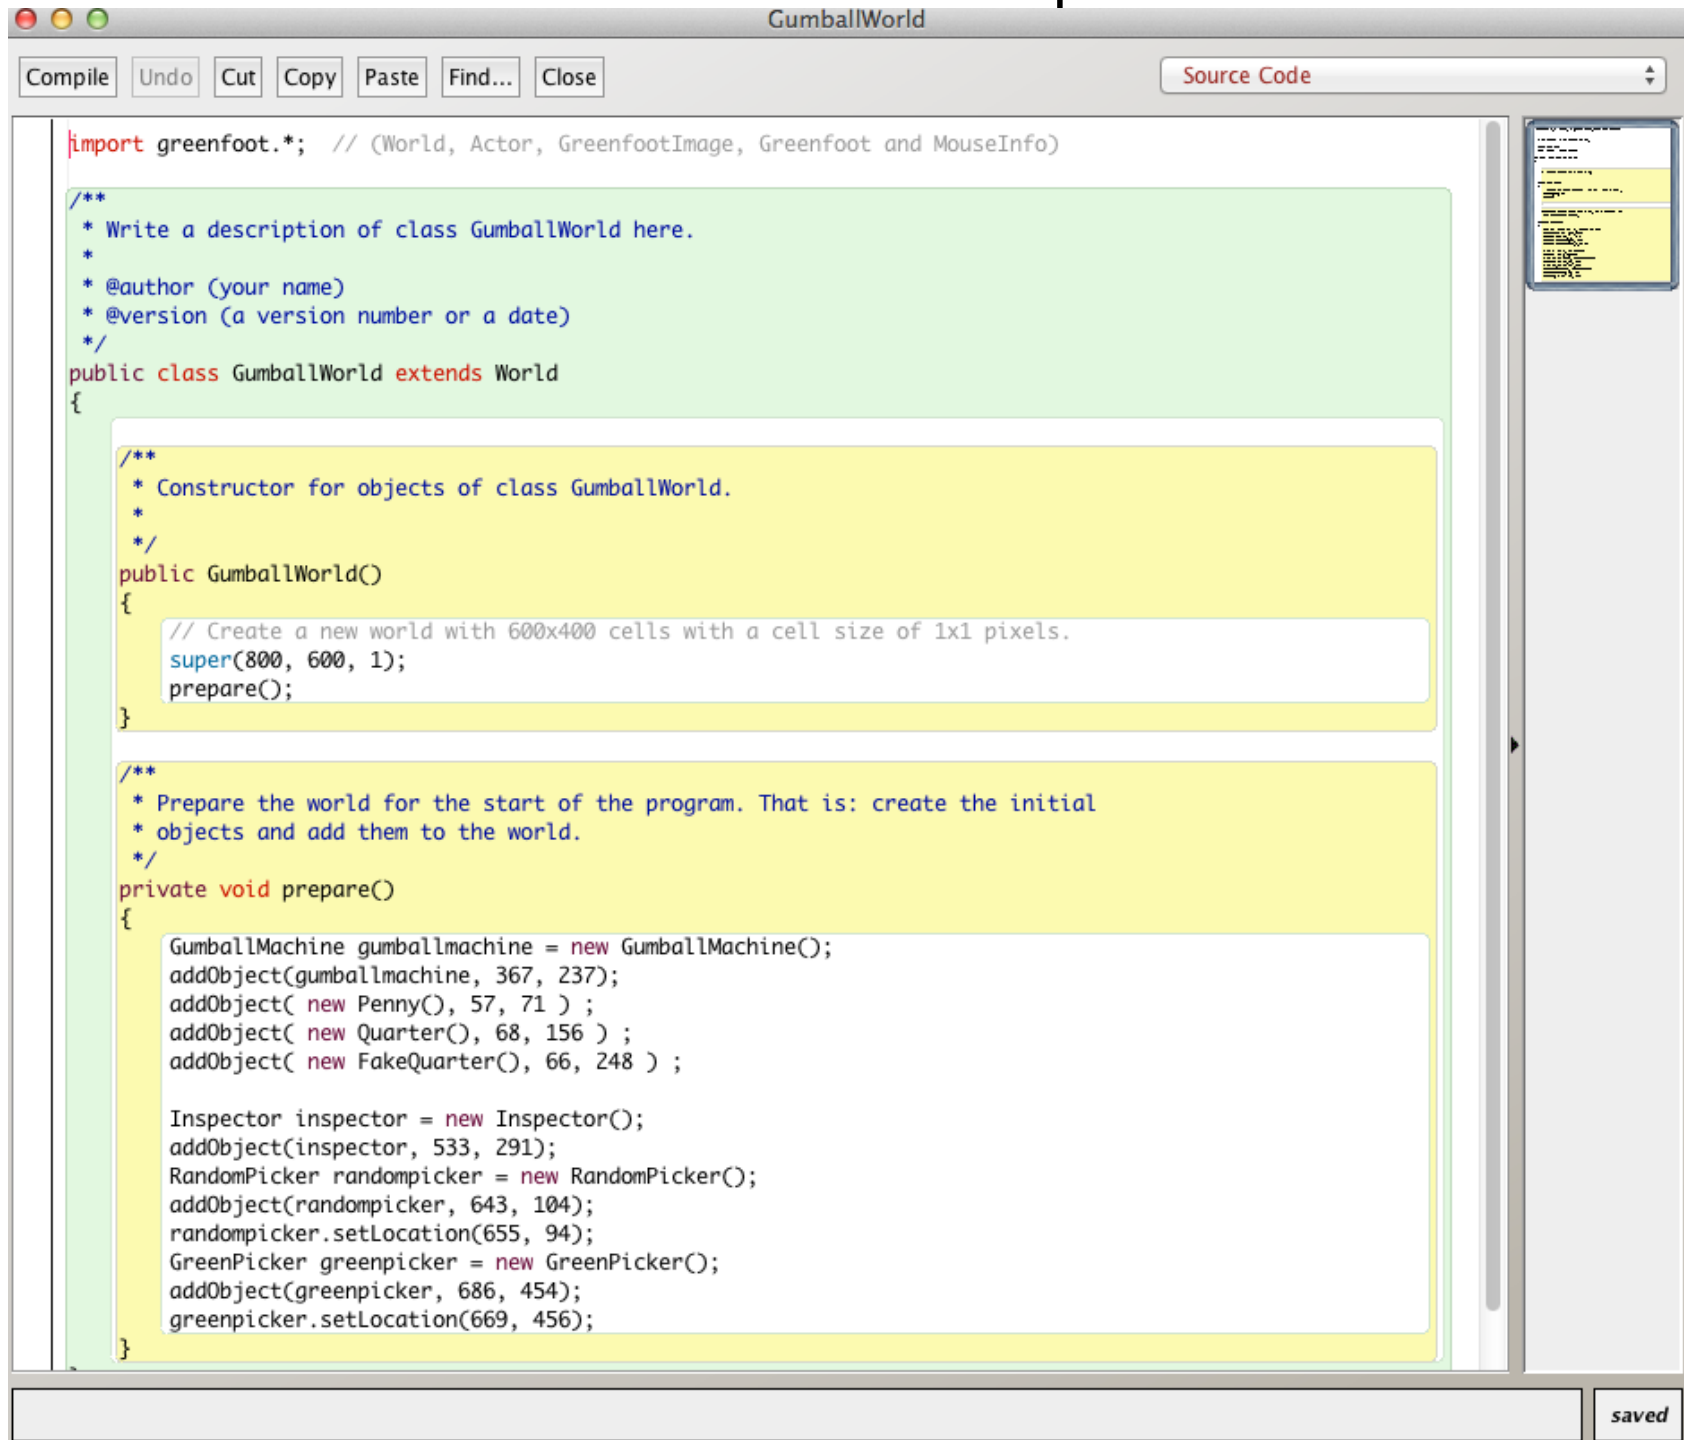 GumballWorld
Compile Undo Cut Copy Paste Find... Close Source Code
import greenfoot.*;  // (World, Actor, GreenfootImage, Greenfoot and MouseInfo)
/**
 * Write a description of class GumballWorld here.
 *
 * @author (your name)
 * @version (a version number or a date)
 */
public class GumballWorld extends World
{
/**
 * Constructor for objects of class GumballWorld.
 *
 */
public GumballWorld()
{
// Create a new world with 600x400 cells with a cell size of 1x1 pixels.
super(800, 600, 1);
prepare();
}
/**
 * Prepare the world for the start of the program. That is: create the initial
 * objects and add them to the world.
 */
private void prepare()
{
GumballMachine gumballmachine = new GumballMachine();
addObject(gumballmachine, 367, 237);
addObject( new Penny(), 57, 71 ) ;
addObject( new Quarter(), 68, 156 ) ;
addObject( new FakeQuarter(), 66, 248 ) ;
Inspector inspector = new Inspector();
addObject(inspector, 533, 291);
RandomPicker randompicker = new RandomPicker();
addObject(randompicker, 643, 104);
randompicker.setLocation(655, 94);
GreenPicker greenpicker = new GreenPicker();
addObject(greenpicker, 686, 454);
greenpicker.setLocation(669, 456);
}
saved